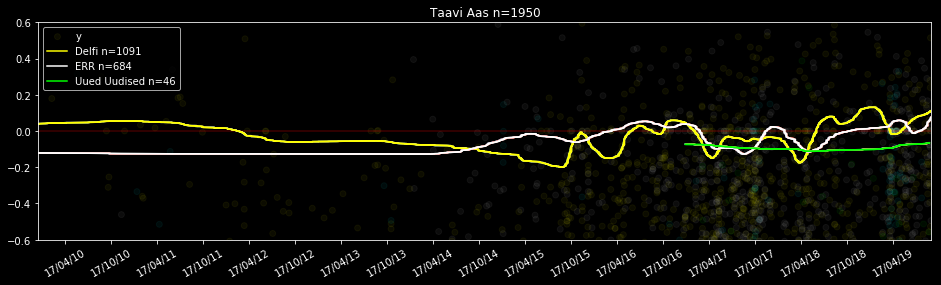 Taavi Aas n=1950
y
Delfi n=1091
ERR n=684
Uued Uudised n=46
0.6
0.4
0.2
0.0
−0.2
−0.4
−0.6
17/04/10 17/10/10 17/04/11 17/10/11 17/04/12 17/10/12 17/04/13 17/10/13 17/04/14 17/10/14 17/04/15 17/10/15 17/04/16 17/10/16 17/04/17 17/10/17 17/04/18 17/10/18 17/04/19